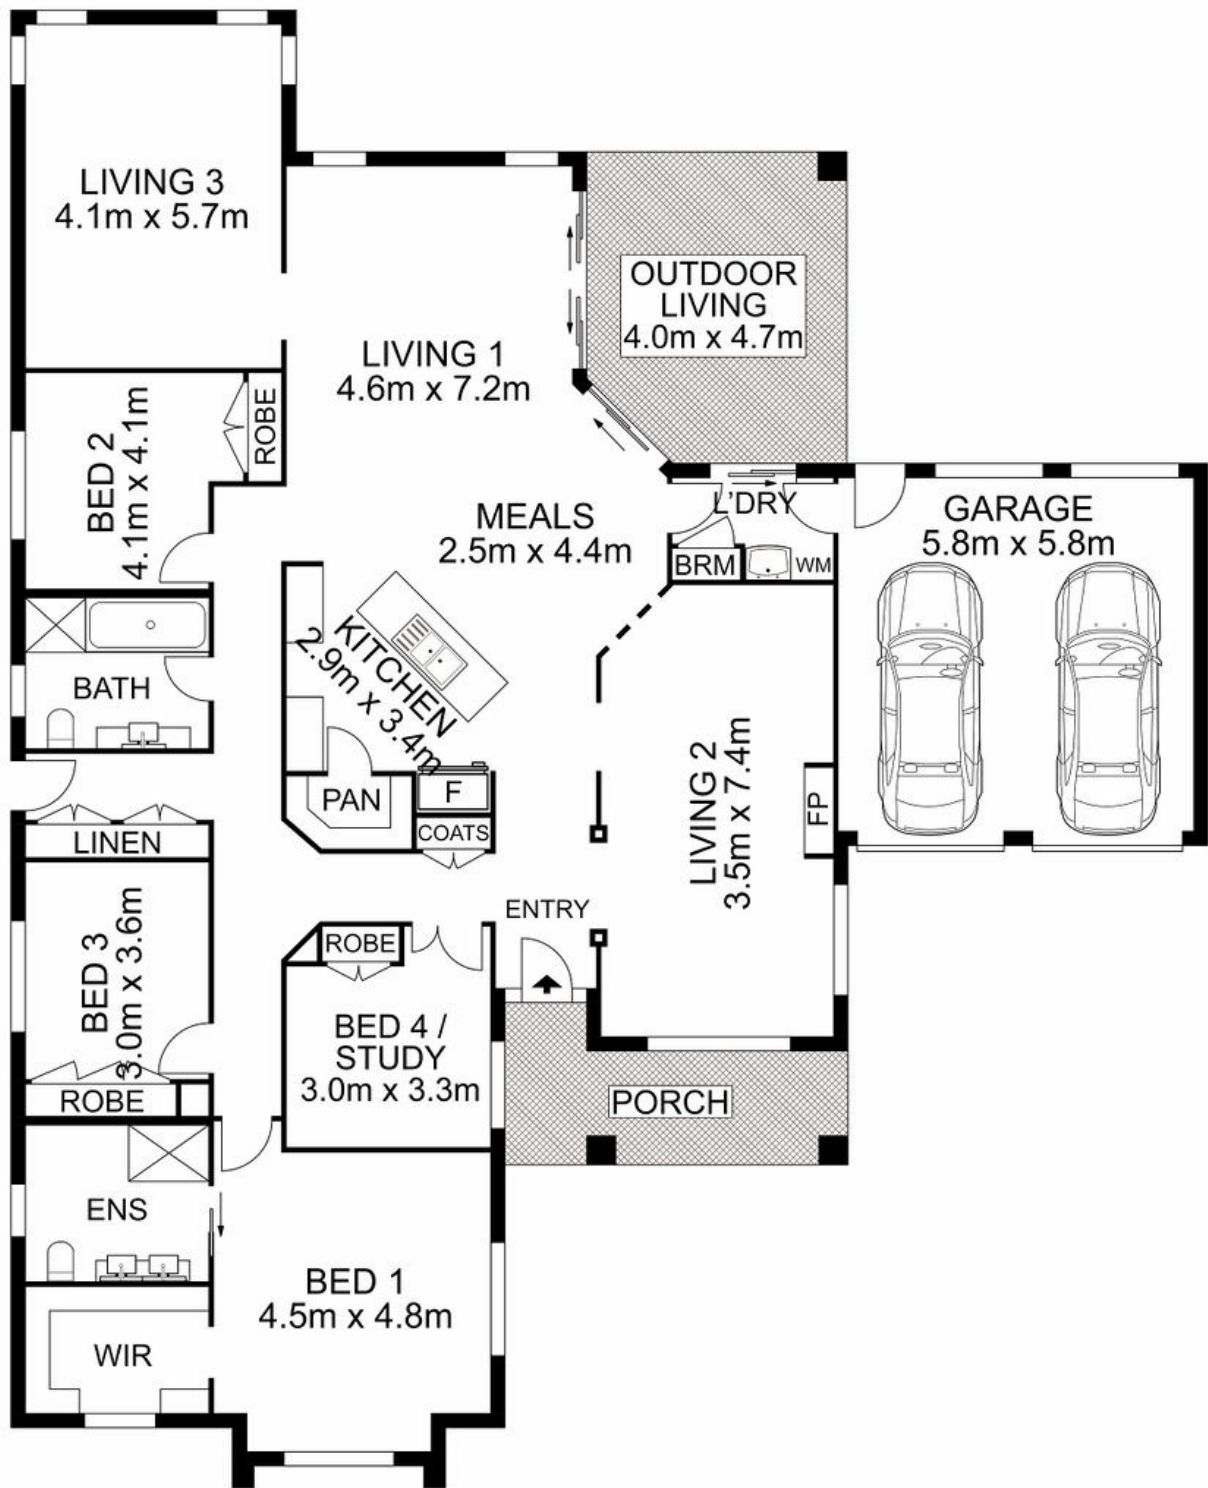 LIVING 3
4.1m x 5.7m
OUTDOOR
LIVING
4.0m x 4.7m
LIVING 1
4.6m x 7.2m
BED 2
4.1m x 4.1m
ROBE
MEALS
2.5m x 4.4m
L'DRY
BRM
WM
GARAGE
5.8m x 5.8m
KITCHEN
2.9m x 3.4m
BATH
PAN
F
COATS
LINEN
LIVING 2
3.5m x 7.4m
FP
ENTRY
BED 3
3.0m x 3.6m
ROBE
ROBE
BED 4 /
STUDY
3.0m x 3.3m
PORCH
ENS
BED 1
4.5m x 4.8m
WIR